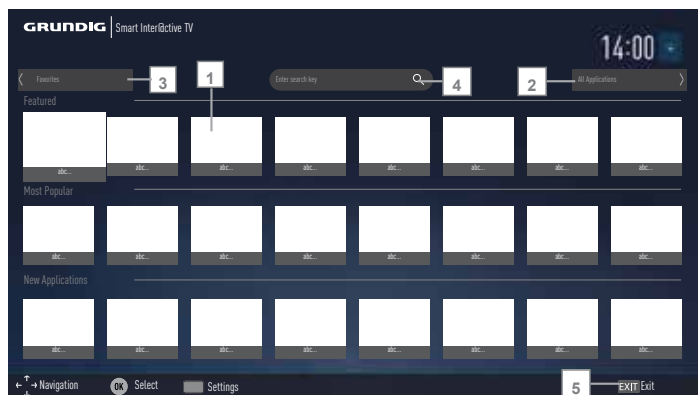 GRUNDIG Smart Inter@ctive TV
14:00
Favorites 3 1 Enter search key 4 2 All Applications
Featured
abc... abc... abc... abc... abc... abc... abc... abc...
Most Popular
abc... abc... abc... abc... abc... abc... abc... abc...
New Applications
abc... abc... abc... abc... abc... abc... abc... abc...
Navigation OK Select Settings 5 EXIT Exit